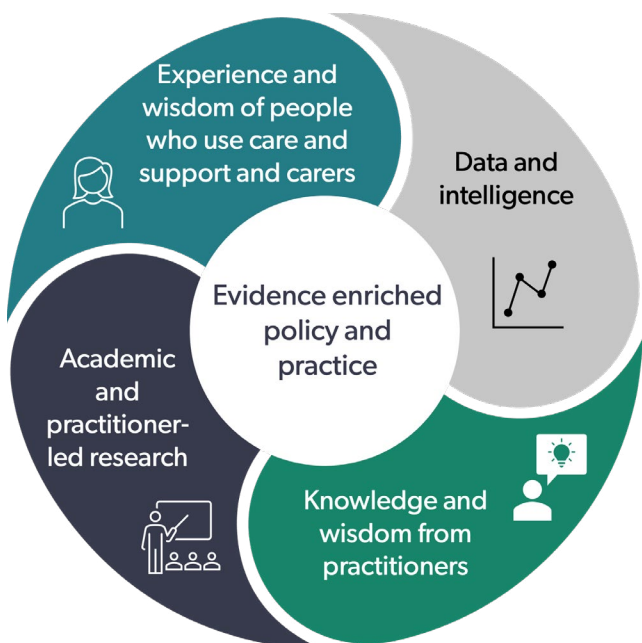 Experience and
wisdom of people
who use care and
support and carers
Data and
intelligence
Evidence enriched
policy and
practice
Academic
and
practitioner-
led research
Knowledge and
wisdom from
practitioners